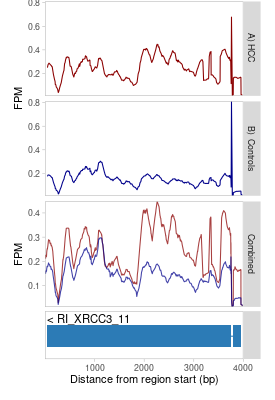 0.8
0.6
0.4
0.2
FPM
A) HCC
0.8
0.6
0.4
0.2
B) Controls
0.4
0.3
0.2
0.1
FPM
Combined
< RI_XRCC3_11
0
1000
2000
3000
4000
Distance from region start (bp)